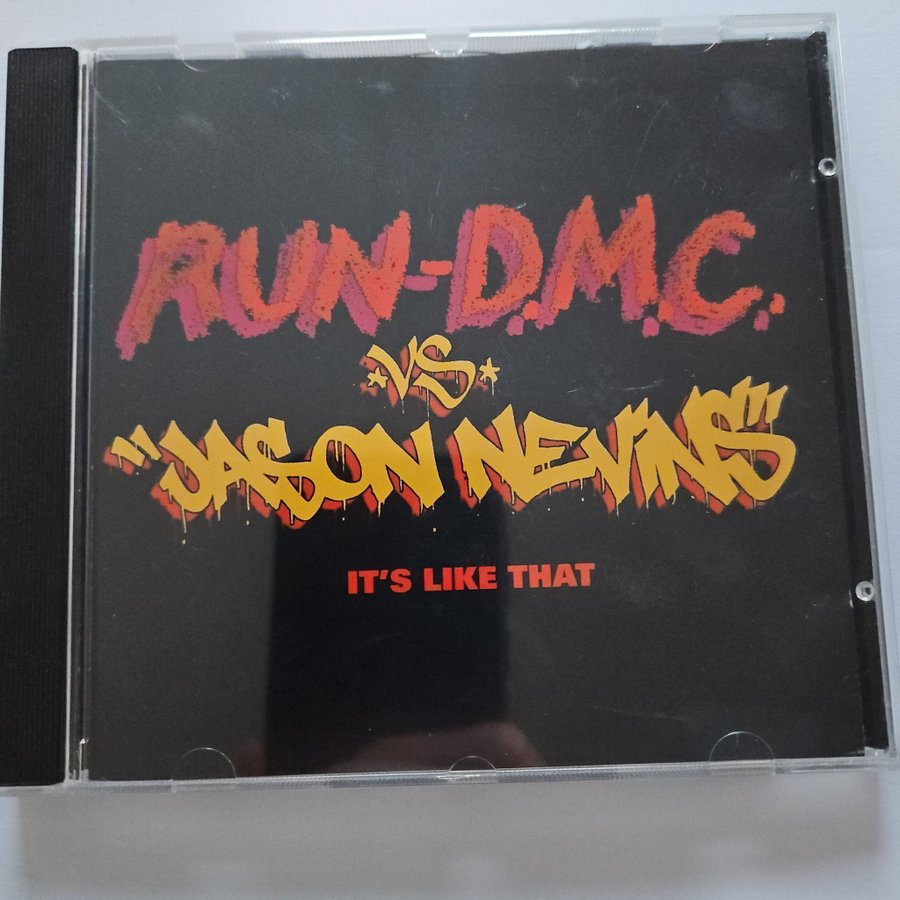 RUN-D.M.C.
*VS*
"JASON NEVINS"
IT'S LIKE THAT